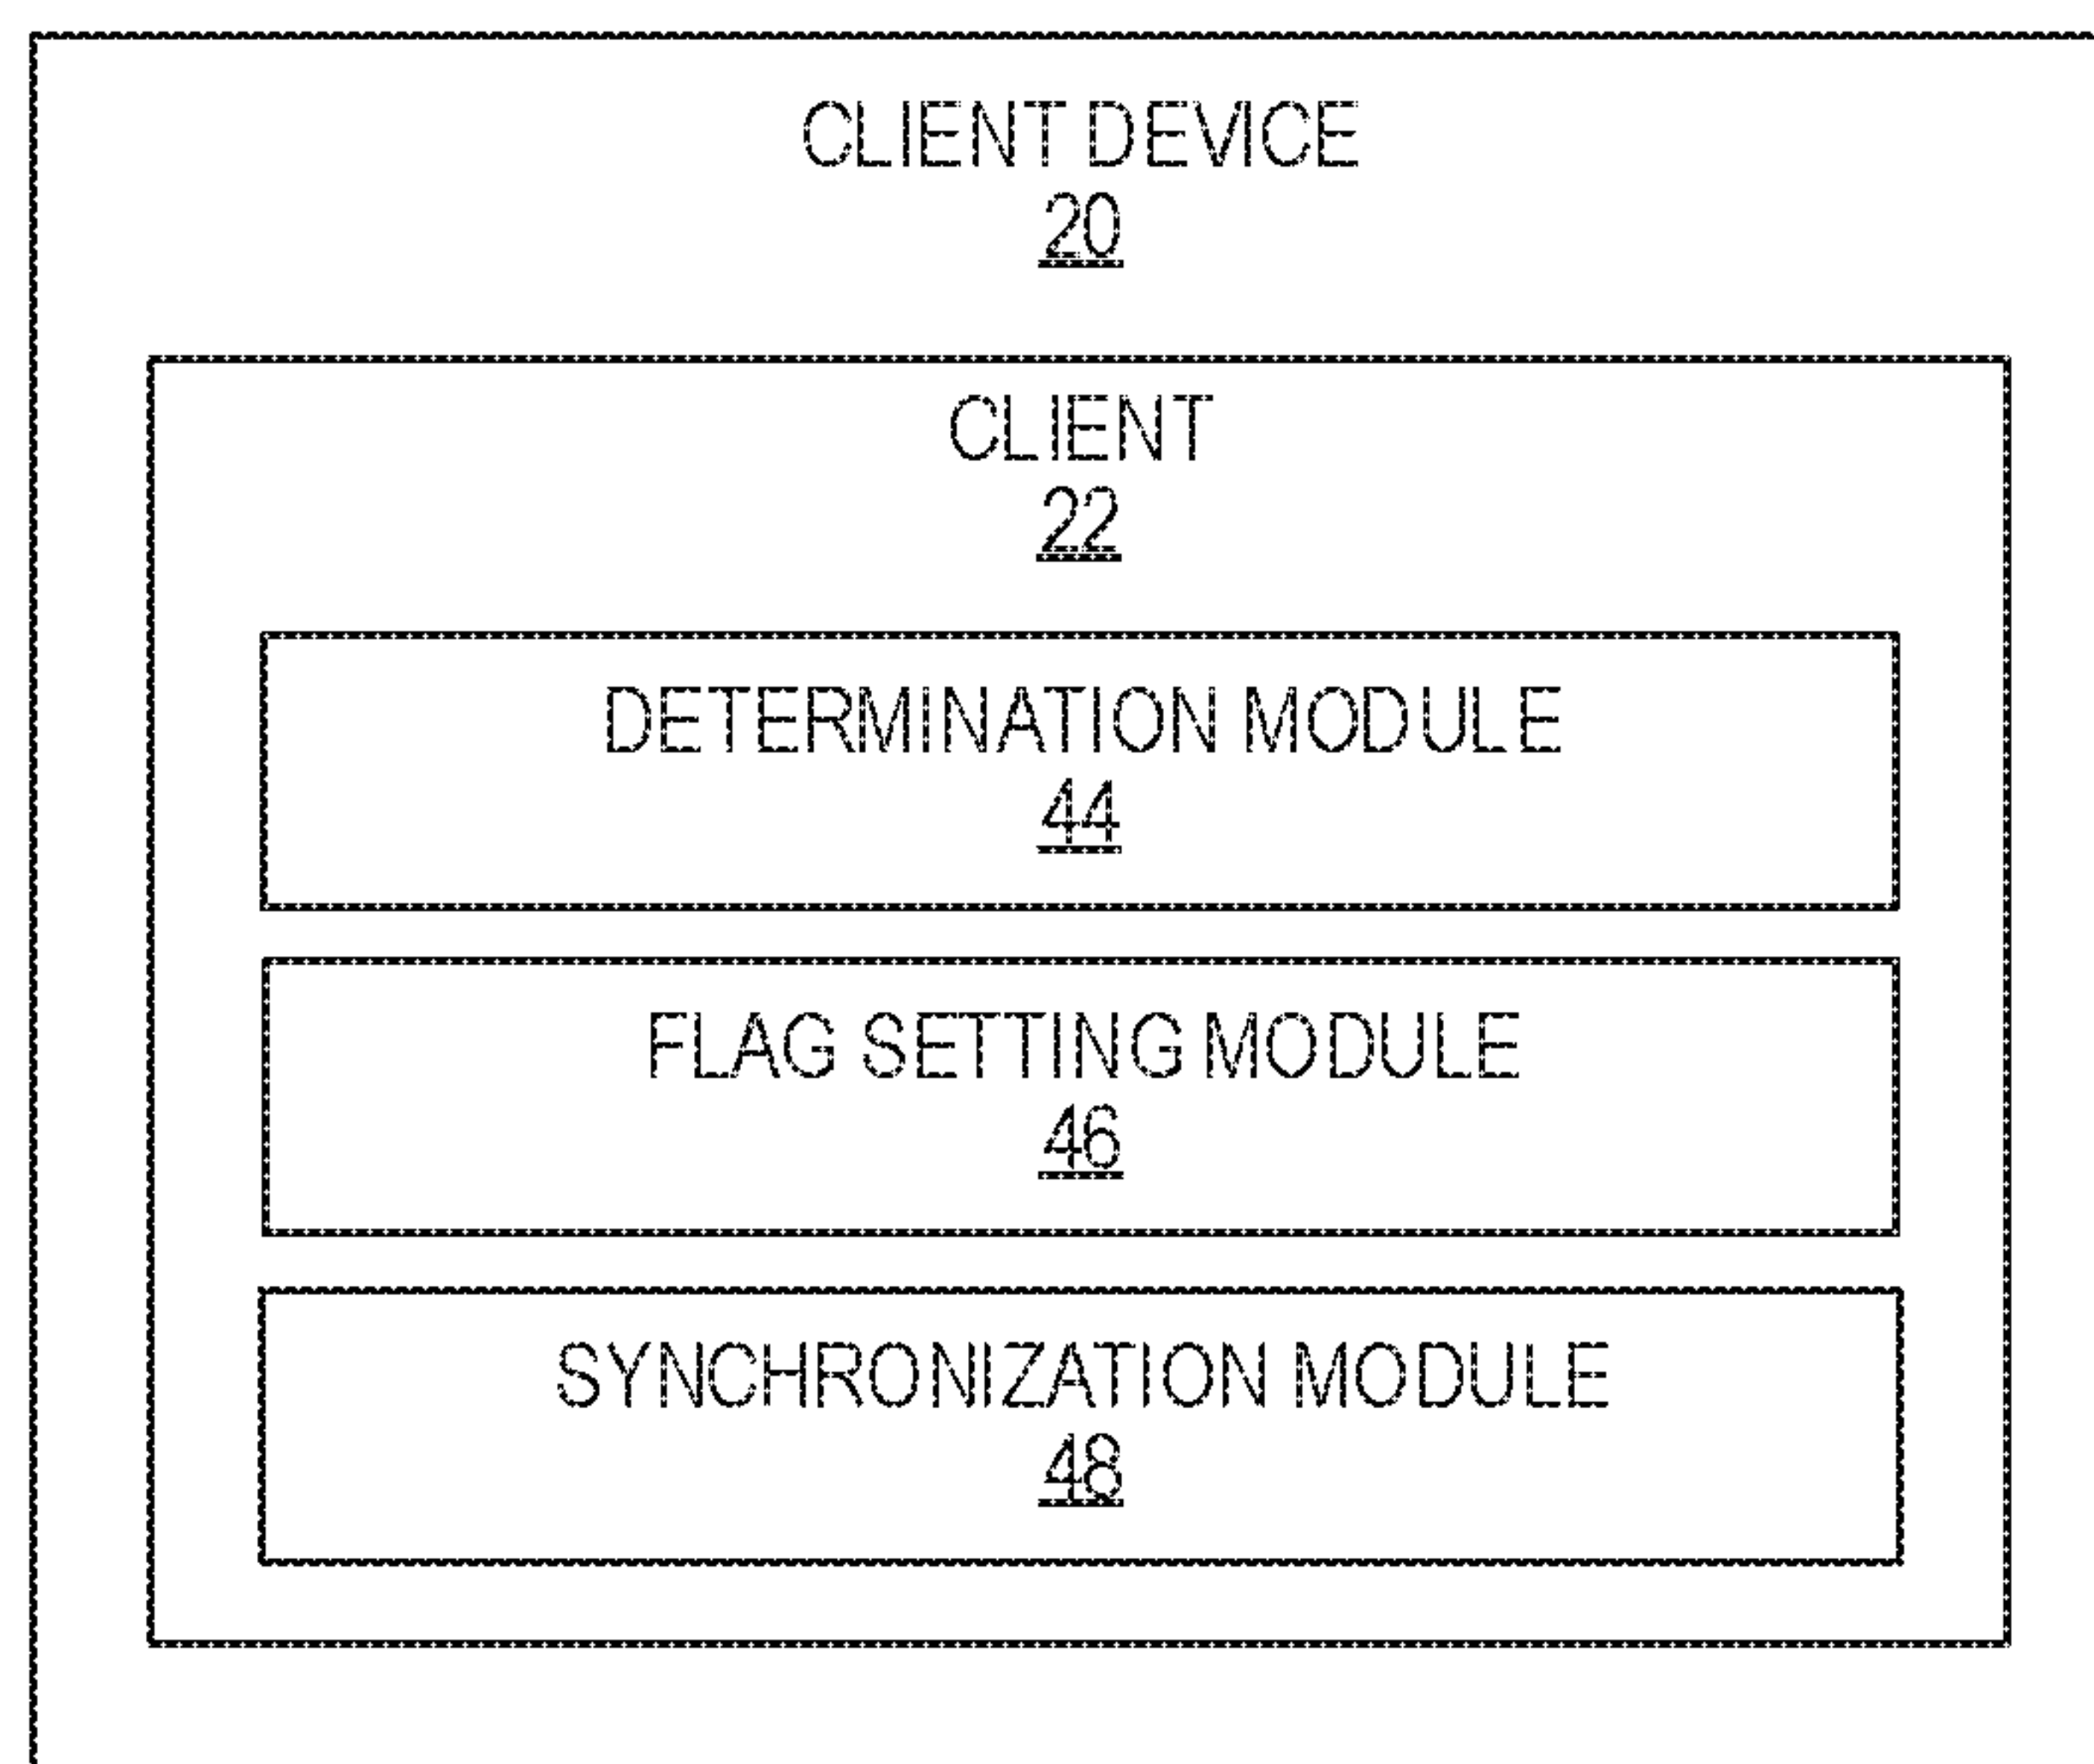 CLIENT DEVICE
20
CLIENT
22
DETERMINATION MODULE
44
FLAG SETTING MODULE
46
SYNCHRONIZATION MODULE
48